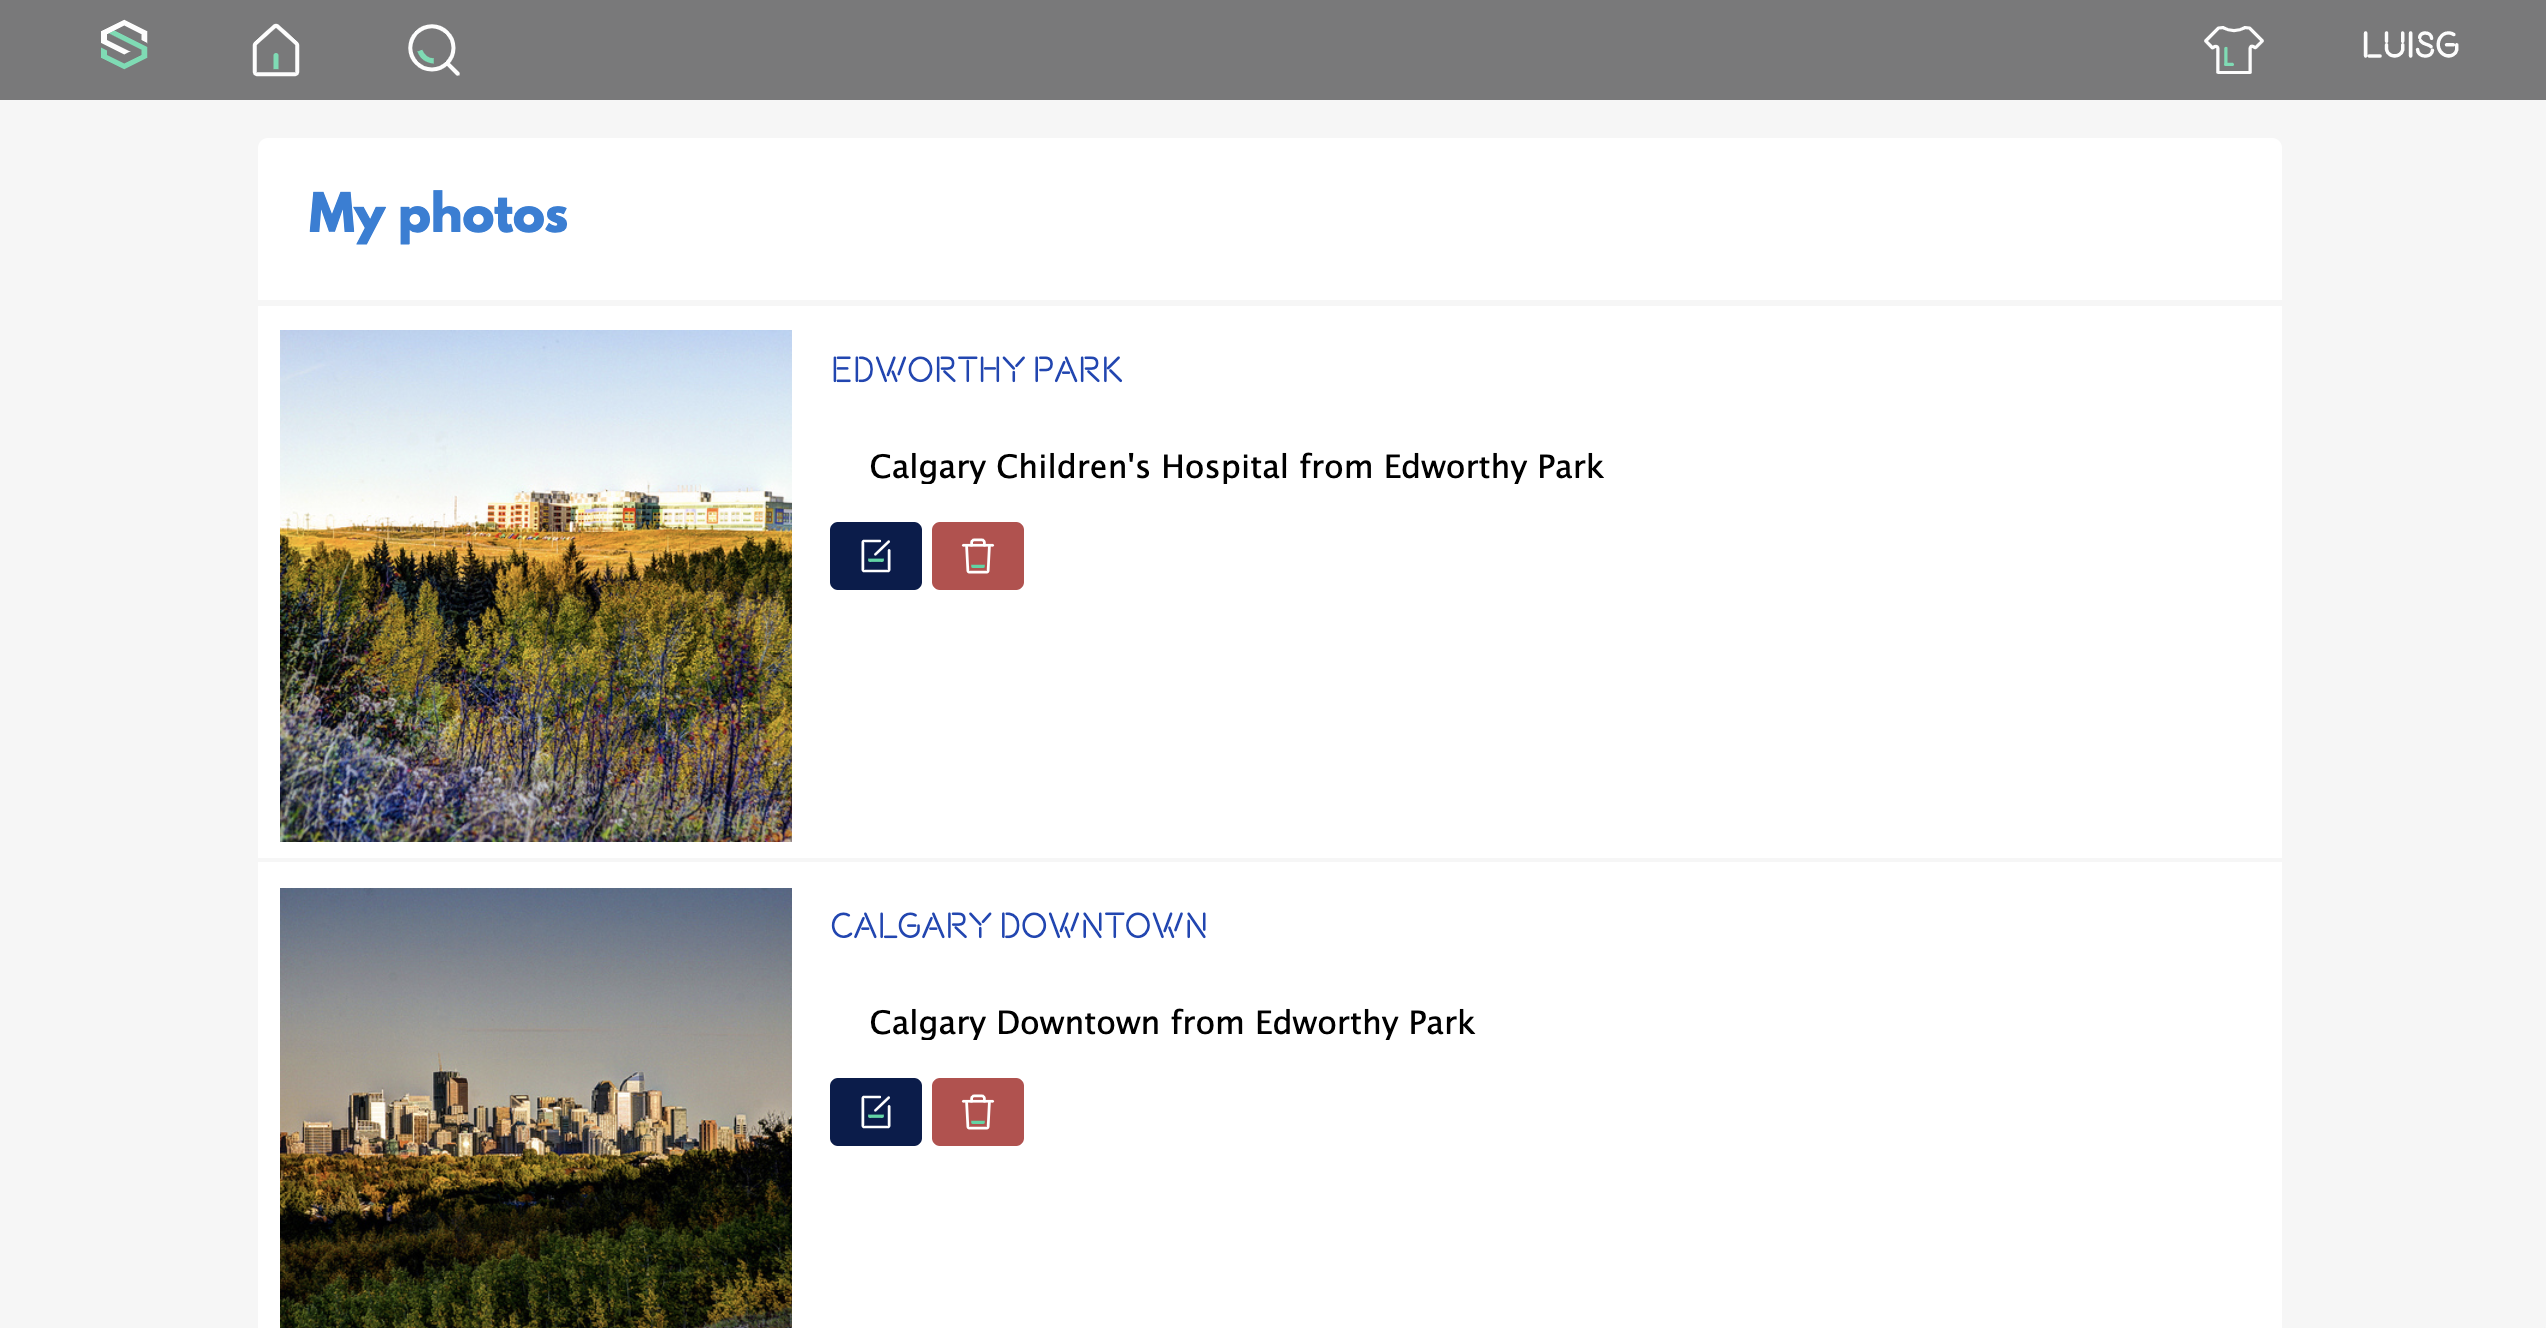 L
LUISG
My photos
EDWORTHY PARK
Calgary Children's Hospital from Edworthy Park
CALGARY DOWNTOWN
Calgary Downtown from Edworthy Park